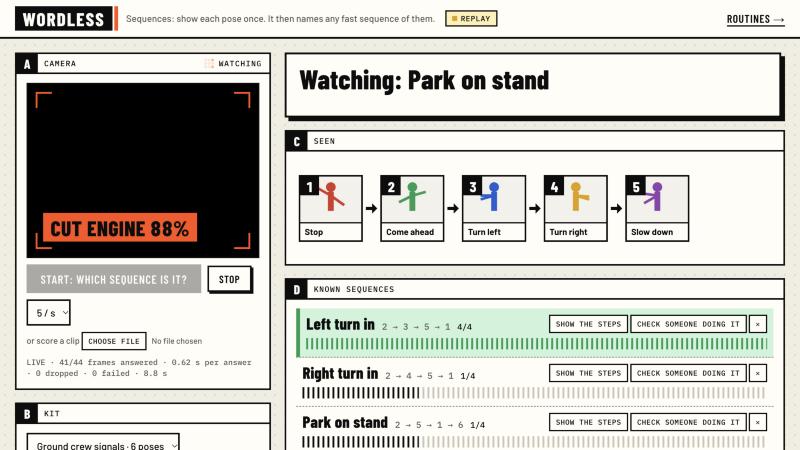 WORDLESS Sequences: show each pose once. It then names any fast sequence of them. REPLAY ROUTINES →
A CAMERA WATCHING
CUT ENGINE 88%
START: WHICH SEQUENCE IS IT? STOP
5 / s
or score a clip CHOOSE FILE No file chosen
LIVE · 41/44 frames answered · 0.62 s per answer
· 0 dropped · 0 failed · 8.8 s
B KIT
Ground crew signals · 6 poses
Watching: Park on stand
C SEEN
1 2 3 4 5
Stop Come ahead Turn left Turn right Slow down
D KNOWN SEQUENCES
Left turn in 2 → 3 → 5 → 1 4/4 SHOW THE STEPS CHECK SOMEONE DOING IT ×
Right turn in 2 → 4 → 5 → 1 1/4 SHOW THE STEPS CHECK SOMEONE DOING IT ×
Park on stand 2 → 5 → 1 → 6 1/4 SHOW THE STEPS CHECK SOMEONE DOING IT ×